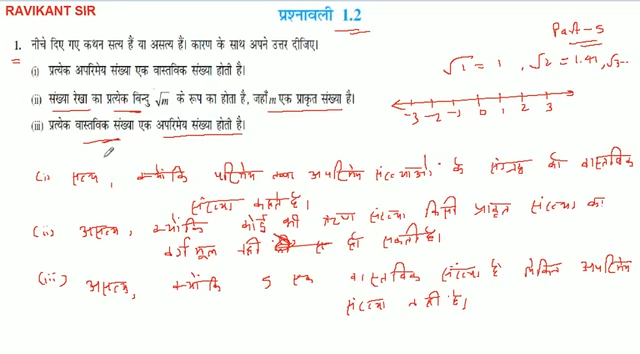 RAVIKANT SIR
प्रश्नावली 1.2
Part-5
1. नीचे दिए गए कथन सत्य हैं या असत्य हैं। कारण के साथ अपने उत्तर दीजिए।
(i) प्रत्येक अपरिमेय संख्या एक वास्तविक संख्या होती है।
(ii) संख्या रेखा का प्रत्येक बिन्दु √m के रूप का होता है, जहाँ m एक प्राकृत संख्या है।
(iii) प्रत्येक वास्तविक संख्या एक अपरिमेय संख्या होती है।
√1 = 1, √2 = 1.41, √3...
-3 -2 -1 0 1 2 3
(i) सत्य, क्योंकि परिमेय तथा अपरिमेय संख्याओं के संग्रह को वास्तविक
संख्या कहते हैं।
(ii) असत्य, क्योंकि कोई भी ऋण संख्या किसी प्राकृत संख्या का
वर्ग मूल नहीं हो सकती है।
(iii) असत्य, क्योंकि 5 एक वास्तविक संख्या है लेकिन अपरिमेय
संख्या नहीं है।